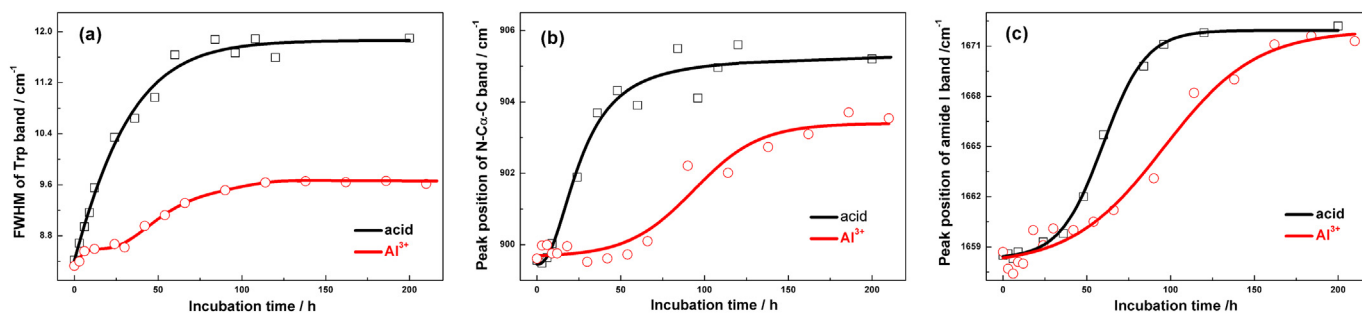 (a)
FWHM of Trp band / cm⁻¹
12.0
11.2
10.4
9.6
8.8
0
50
100
150
200
Incubation time / h
acid
Al³⁺
(b)
Peak position of N-Cα-C band / cm⁻¹
906
904
902
900
0
50
100
150
200
Incubation time / h
acid
Al³⁺
(c)
Peak position of amide I band / cm⁻¹
1671
1668
1665
1662
1659
0
50
100
150
200
Incubation time /h
acid
Al³⁺